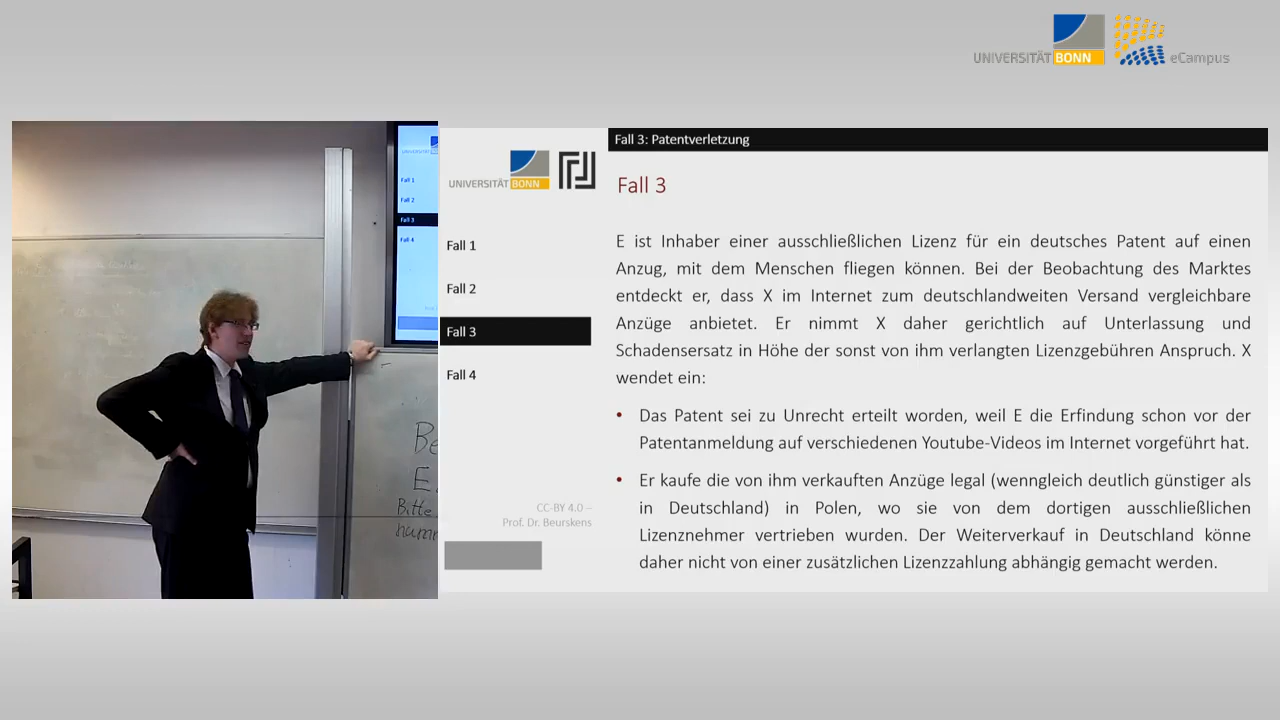 UNIVERSITÄT BONN
eCampus
Fall 1
Fall 2
Fall 3
Fall 4
Be
E
Bitte
UNIVERSITÄT BONN
Fall 1
Fall 2
Fall 3
Fall 4
CC-BY 4.0 –
Prof. Dr. Beurskens
Fall 3: Patentverletzung
Fall 3
E ist Inhaber einer ausschließlichen Lizenz für ein deutsches Patent auf einen
Anzug, mit dem Menschen fliegen können. Bei der Beobachtung des Marktes
entdeckt er, dass X im Internet zum deutschlandweiten Versand vergleichbare
Anzüge anbietet. Er nimmt X daher gerichtlich auf Unterlassung und
Schadensersatz in Höhe der sonst von ihm verlangten Lizenzgebühren Anspruch. X
wendet ein:
• Das Patent sei zu Unrecht erteilt worden, weil E die Erfindung schon vor der
Patentanmeldung auf verschiedenen Youtube-Videos im Internet vorgeführt hat.
• Er kaufe die von ihm verkauften Anzüge legal (wenngleich deutlich günstiger als
in Deutschland) in Polen, wo sie von dem dortigen ausschließlichen
Lizenznehmer vertrieben wurden. Der Weiterverkauf in Deutschland könne
daher nicht von einer zusätzlichen Lizenzzahlung abhängig gemacht werden.